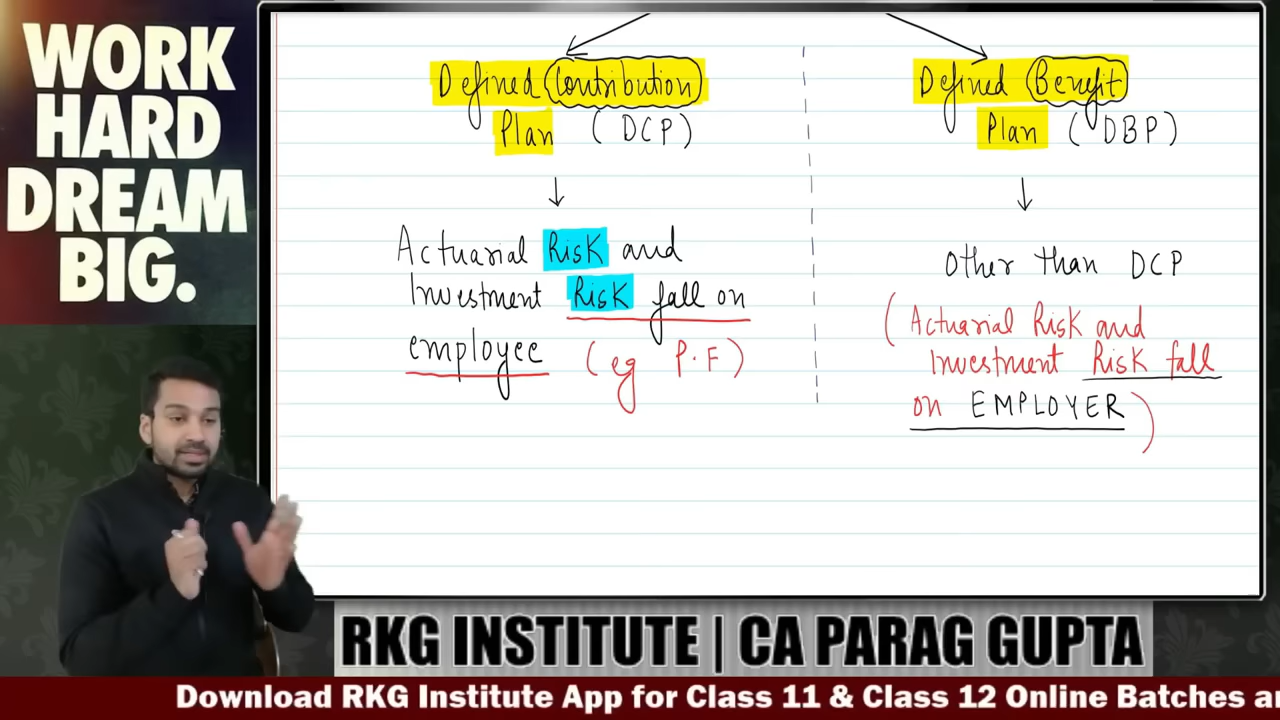 WORK
HARD
DREAM
BIG.
Defined Contribution
Plan (DCP)
Actuarial Risk and
Investment Risk fall on
employee (eg P.F)
Defined Benefit
Plan (DBP)
Other than DCP
(Actuarial Risk and
Investment Risk fall
on EMPLOYER)
RKG INSTITUTE | CA PARAG GUPTA
Download RKG Institute App for Class 11 & Class 12 Online Batches